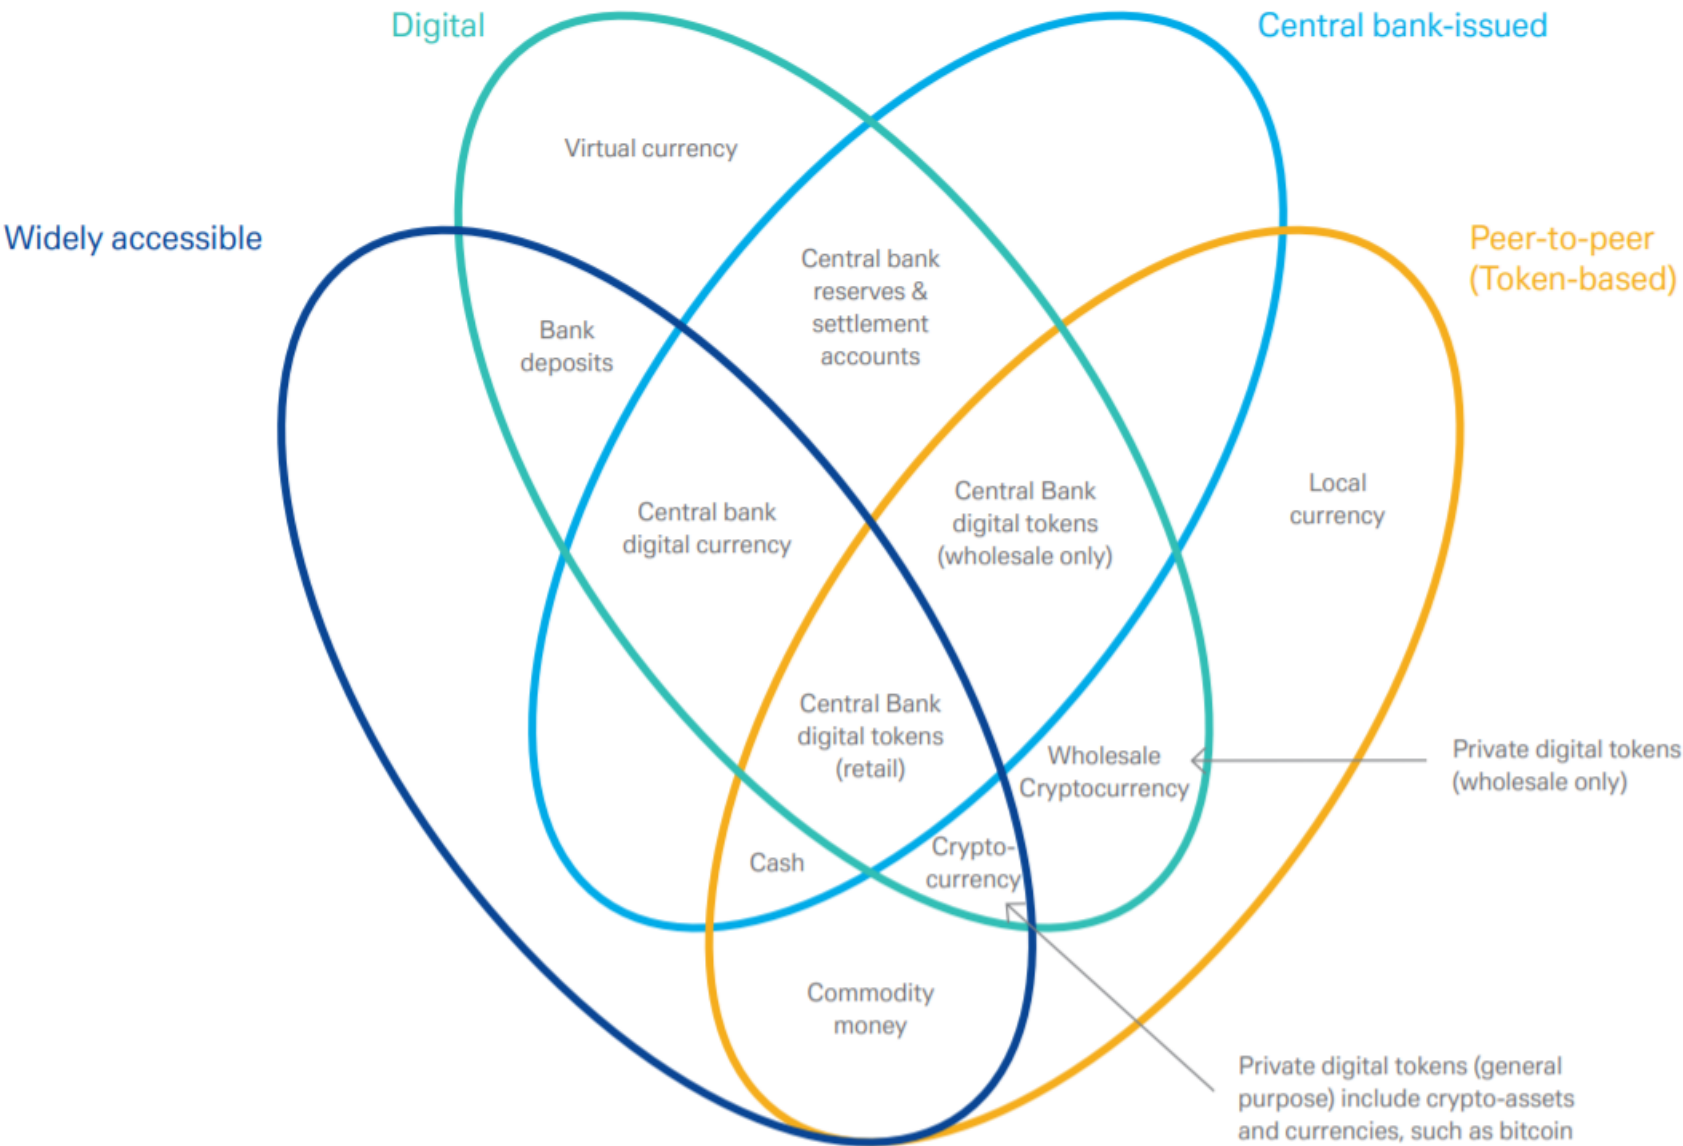 Digital
Central bank-issued
Virtual currency
Widely accessible
Peer-to-peer
(Token-based)
Central bank
reserves &
settlement
accounts
Bank
deposits
Central bank
digital currency
Central Bank
digital tokens
(wholesale only)
Local
currency
Central Bank
digital tokens
(retail)
Wholesale
Cryptocurrency
Private digital tokens
(wholesale only)
Cash
Crypto-
currency
Commodity
money
Private digital tokens (general
purpose) include crypto-assets
and currencies, such as bitcoin